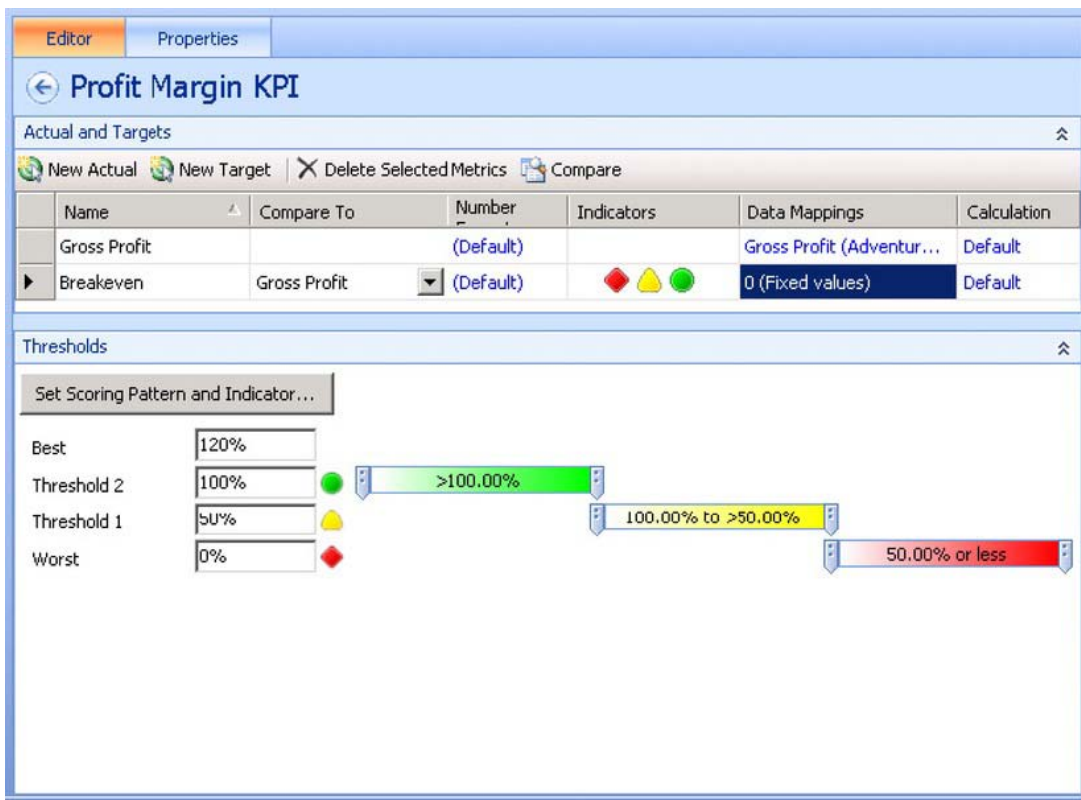 Editor Properties
Profit Margin KPI
Actual and Targets
New Actual New Target Delete Selected Metrics Compare
Name Compare To Number Indicators Data Mappings Calculation
Gross Profit (Default) Gross Profit (Adventur... Default
Breakeven Gross Profit (Default) 0 (Fixed values) Default
Thresholds
Set Scoring Pattern and Indicator...
Best 120%
Threshold 2 100% >100.00%
Threshold 1 50% 100.00% to >50.00%
Worst 0% 50.00% or less